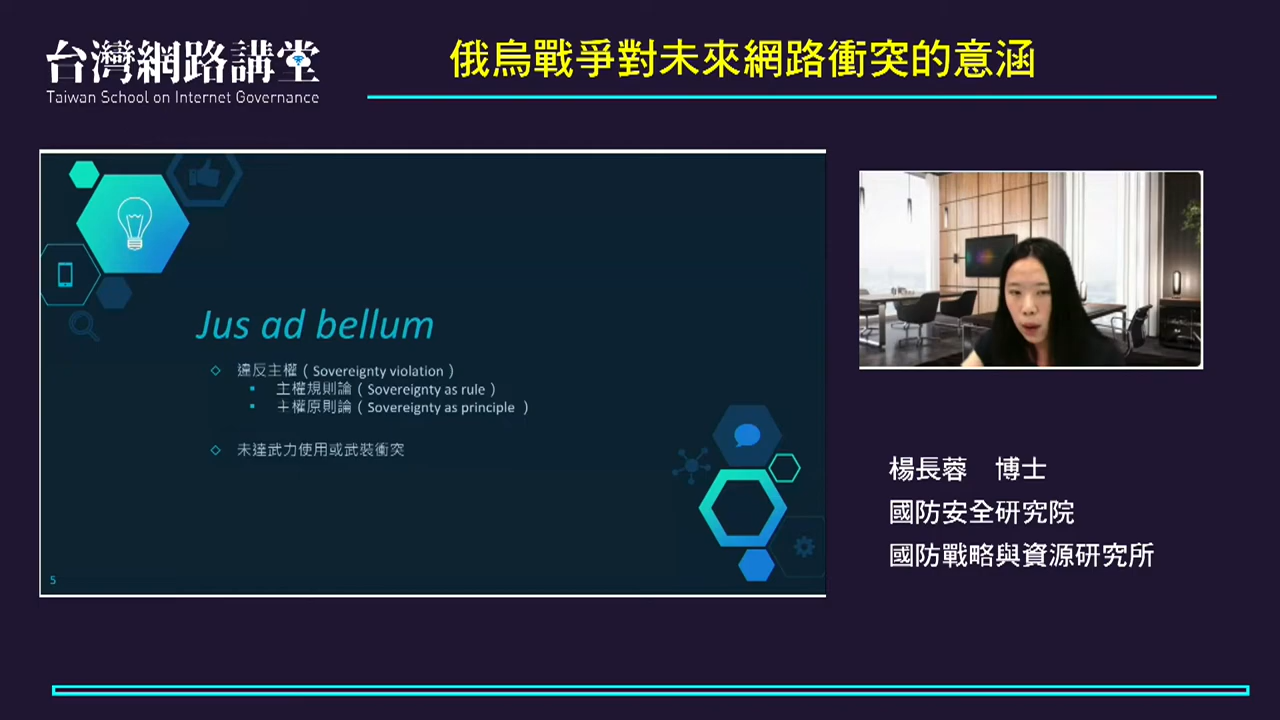 台灣網路講堂
Taiwan School on Internet Governance
俄烏戰爭對未來網路衝突的意涵
Jus ad bellum
違反主權（Sovereignty violation）
主權規則論（Sovereignty as rule）
主權原則論（Sovereignty as principle ）
未達武力使用或武裝衝突
5
楊長蓉 博士
國防安全研究院
國防戰略與資源研究所